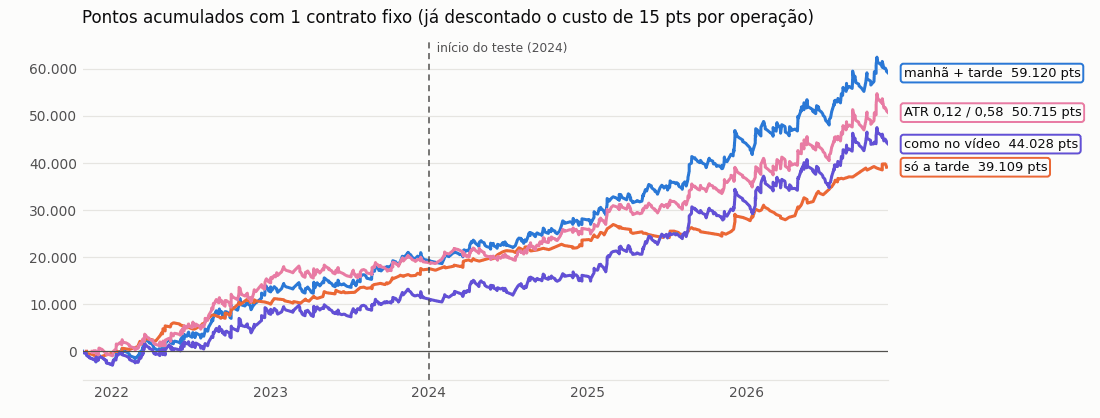 Pontos acumulados com 1 contrato fixo (já descontado o custo de 15 pts por operação)
início do teste (2024)
60.000
50.000
40.000
30.000
20.000
10.000
0
manhã + tarde 59.120 pts
ATR 0,12 / 0,58 50.715 pts
como no vídeo 44.028 pts
só a tarde 39.109 pts
2022 2023 2024 2025 2026